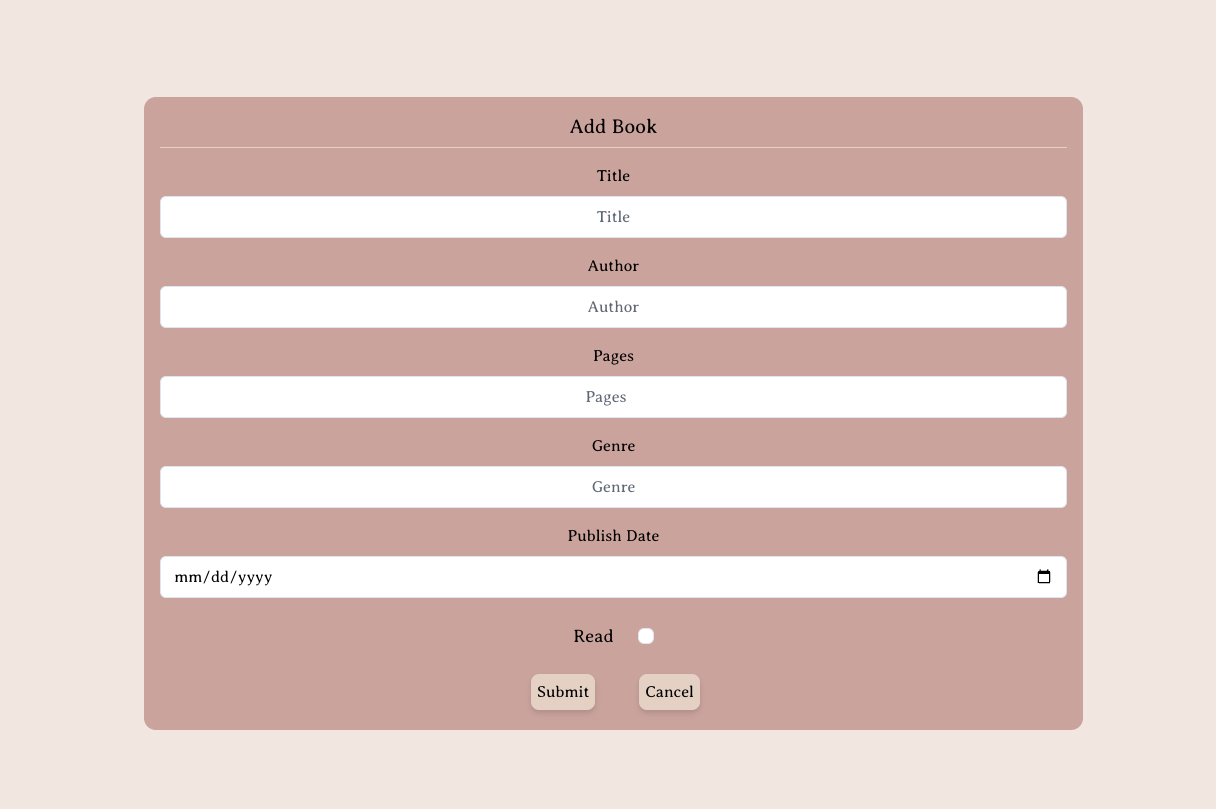 Add Book
Title
Title
Author
Author
Pages
Pages
Genre
Genre
Publish Date
mm/dd/yyyy
Read
Submit Cancel